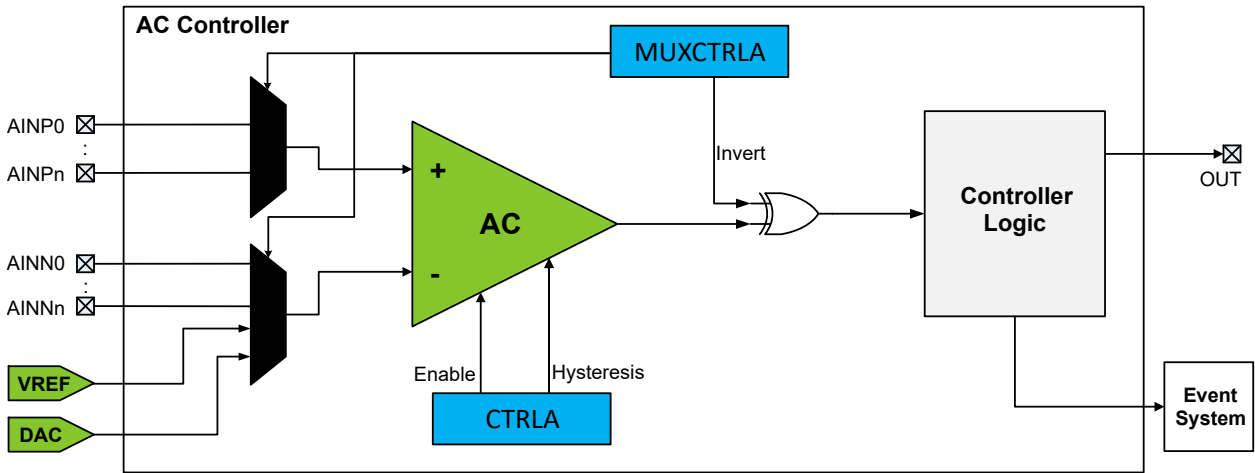 AC Controller
MUXCTRLA
AINP0
:
AINPn
Invert
OUT
+
AC
-
Controller
Logic
AINN0
:
AINNn
VREF
DAC
Enable
Hysteresis
CTRLA
Event
System